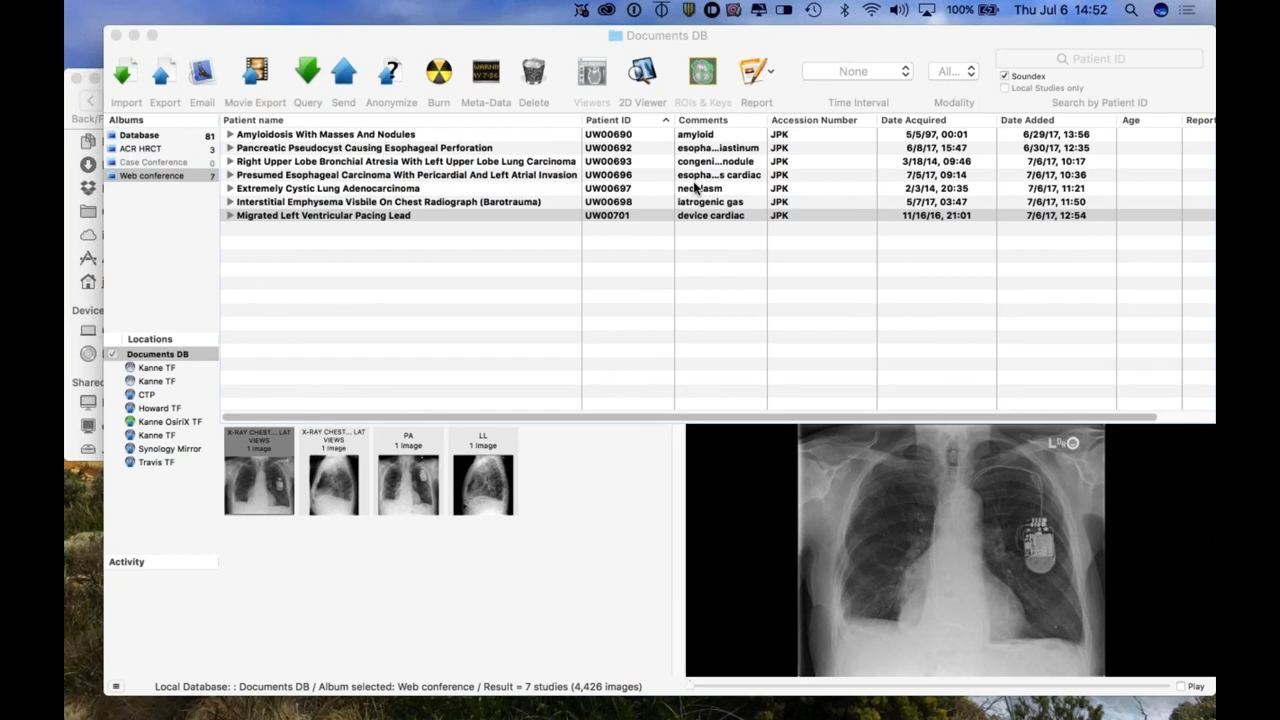 100% Thu Jul 6 14:52
Documents DB
Back/F
Import Export Email Movie Export Query Send Anonymize Burn Meta-Data Delete Viewers 2D Viewer ROIs & Keys Report
None
Time Interval
All...
Modality
Patient ID
Soundex
Local Studies only
Search by Patient ID
Albums
Database 81
ACR HRCT 3
Case Conference 0
Web conference 7
Patient name Patient ID Comments Accession Number Date Acquired Date Added Age Report
Amyloidosis With Masses And Nodules UW00690 amyloid JPK 5/5/97, 00:01 6/29/17, 13:56
Pancreatic Pseudocyst Causing Esophageal Perforation UW00692 esopha...iastinum JPK 6/8/17, 15:47 6/30/17, 12:35
Right Upper Lobe Bronchial Atresia With Left Upper Lobe Lung Carcinoma UW00693 congeni...nodule JPK 3/18/14, 09:46 7/6/17, 10:17
Presumed Esophageal Carcinoma With Pericardial And Left Atrial Invasion UW00696 esopha...s cardiac JPK 7/5/17, 09:14 7/6/17, 10:36
Extremely Cystic Lung Adenocarcinoma UW00697 neoplasm JPK 2/3/14, 20:35 7/6/17, 11:21
Interstitial Emphysema Visbile On Chest Radiograph (Barotrauma) UW00698 iatrogenic gas JPK 5/7/17, 03:47 7/6/17, 11:50
Migrated Left Ventricular Pacing Lead UW00701 device cardiac JPK 11/16/16, 21:01 7/6/17, 12:54
Device
Shared
Locations
Documents DB
Kanne TF
Kanne TF
CTP
Howard TF
Kanne OsiriX TF
Kanne TF
Synology Mirror
Travis TF
X-RAY CHEST... LAT
VIEWS
1 Image
X-RAY CHEST... LAT
VIEWS
1 Image
PA
1 Image
LL
1 Image
Activity
Local Database: : Documents DB / Album selected: Web conference / Result = 7 studies (4,426 images)
Play